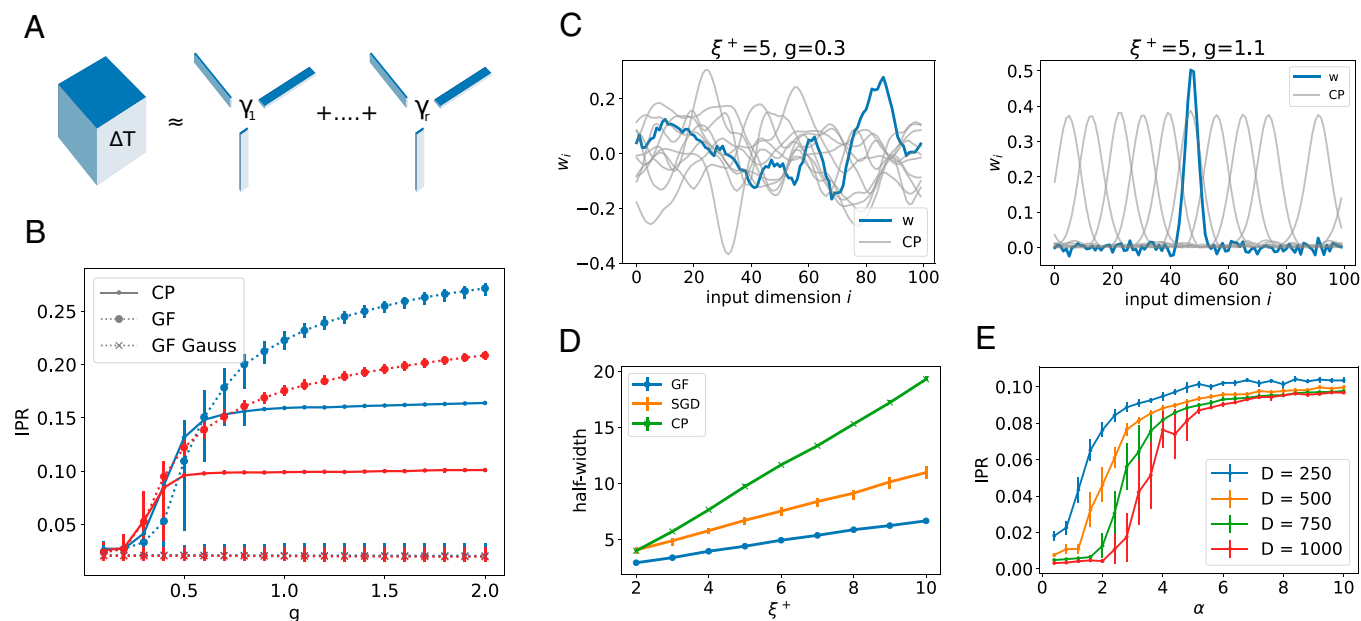 A
ΔT
≈
γ1
+....+
γr
B
IPR
0.25
0.20
0.15
0.10
0.05
0.5
1.0
1.5
2.0
g
CP
GF
GF Gauss
C
ξ+=5, g=0.3
wi
0.2
0.0
−0.2
−0.4
0
20
40
60
80
100
input dimension i
w
CP
ξ+=5, g=1.1
wi
0.5
0.4
0.3
0.2
0.1
0.0
0
20
40
60
80
100
input dimension i
w
CP
D
half-width
20
15
10
5
2
4
6
8
10
ξ+
GF
SGD
CP
E
IPR
0.10
0.08
0.06
0.04
0.02
0.00
0
2
4
6
8
10
α
D = 250
D = 500
D = 750
D = 1000